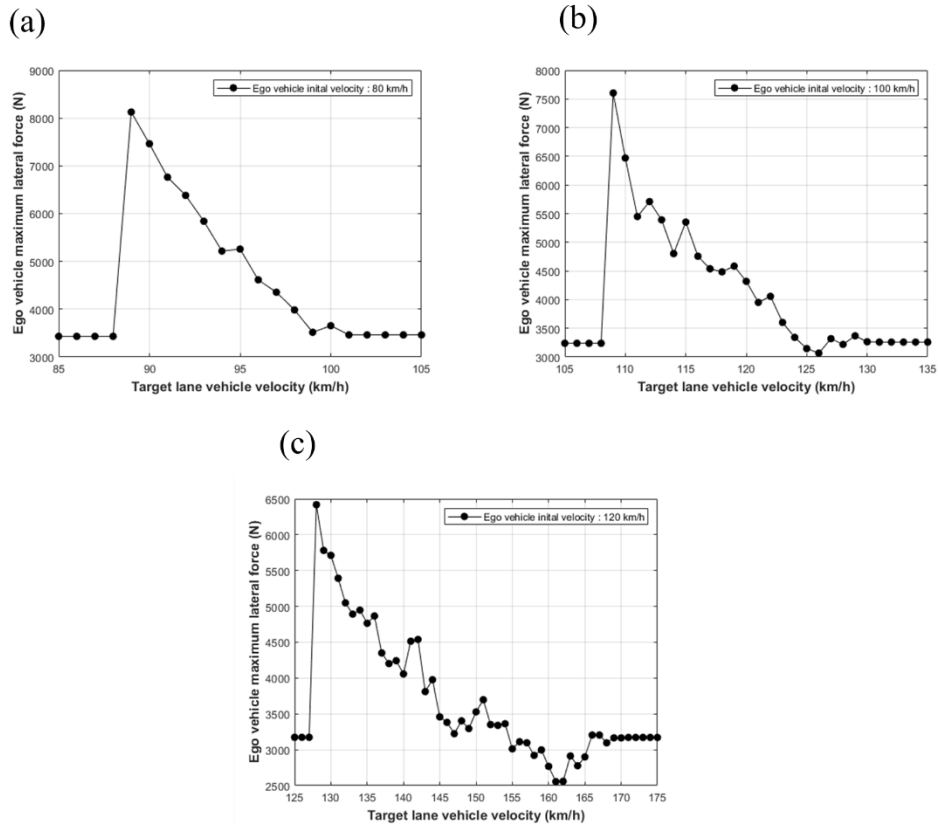 (a)
9000
8000
7000
6000
5000
4000
3000
Ego vehicle maximum lateral force (N)
Ego vehicle inital velocity : 80 km/h
85 90 95 100 105
Target lane vehicle velocity (km/h)
(b)
8000
7500
7000
6500
6000
5500
5000
4500
4000
3500
3000
Ego vehicle maximum lateral force (N)
Ego vehicle inital velocity : 100 km/h
105 110 115 120 125 130 135
Target lane vehicle velocity (km/h)
(c)
6500
6000
5500
5000
4500
4000
3500
3000
2500
Ego vehicle maximum lateral force (N)
Ego vehicle inital velocity : 120 km/h
125 130 135 140 145 150 155 160 165 170 175
Target lane vehicle velocity (km/h)